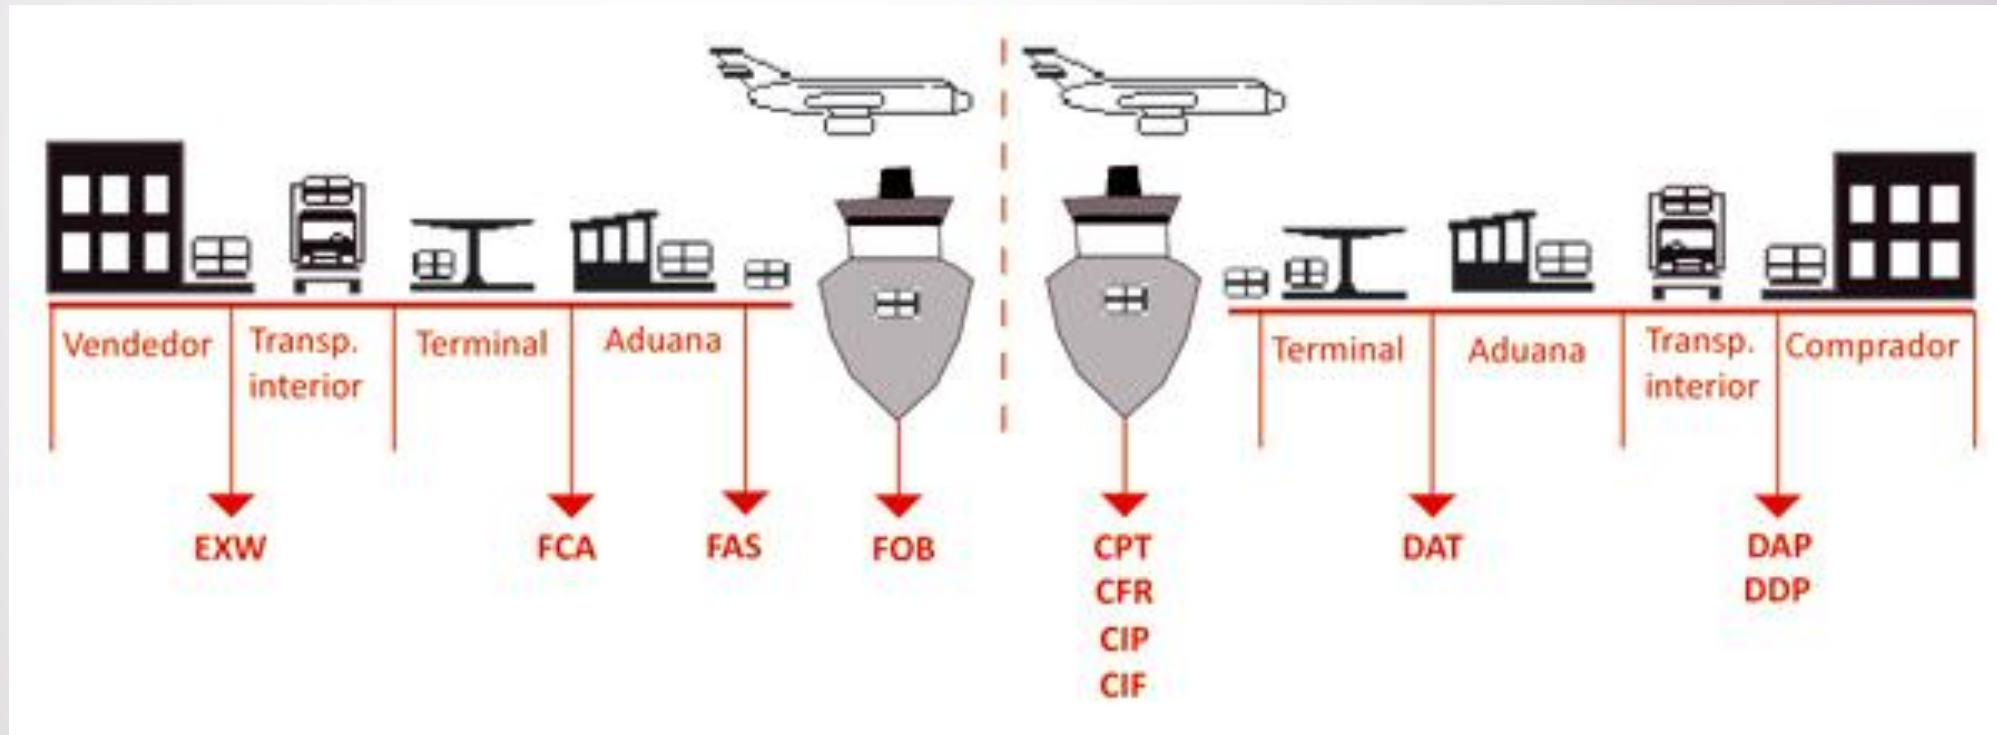 Vendedor
Transp.
interior
Terminal
Aduana
Terminal
Aduana
Transp.
interior
Comprador
EXW
FCA
FAS
FOB
CPT
CFR
CIP
CIF
DAT
DAP
DDP